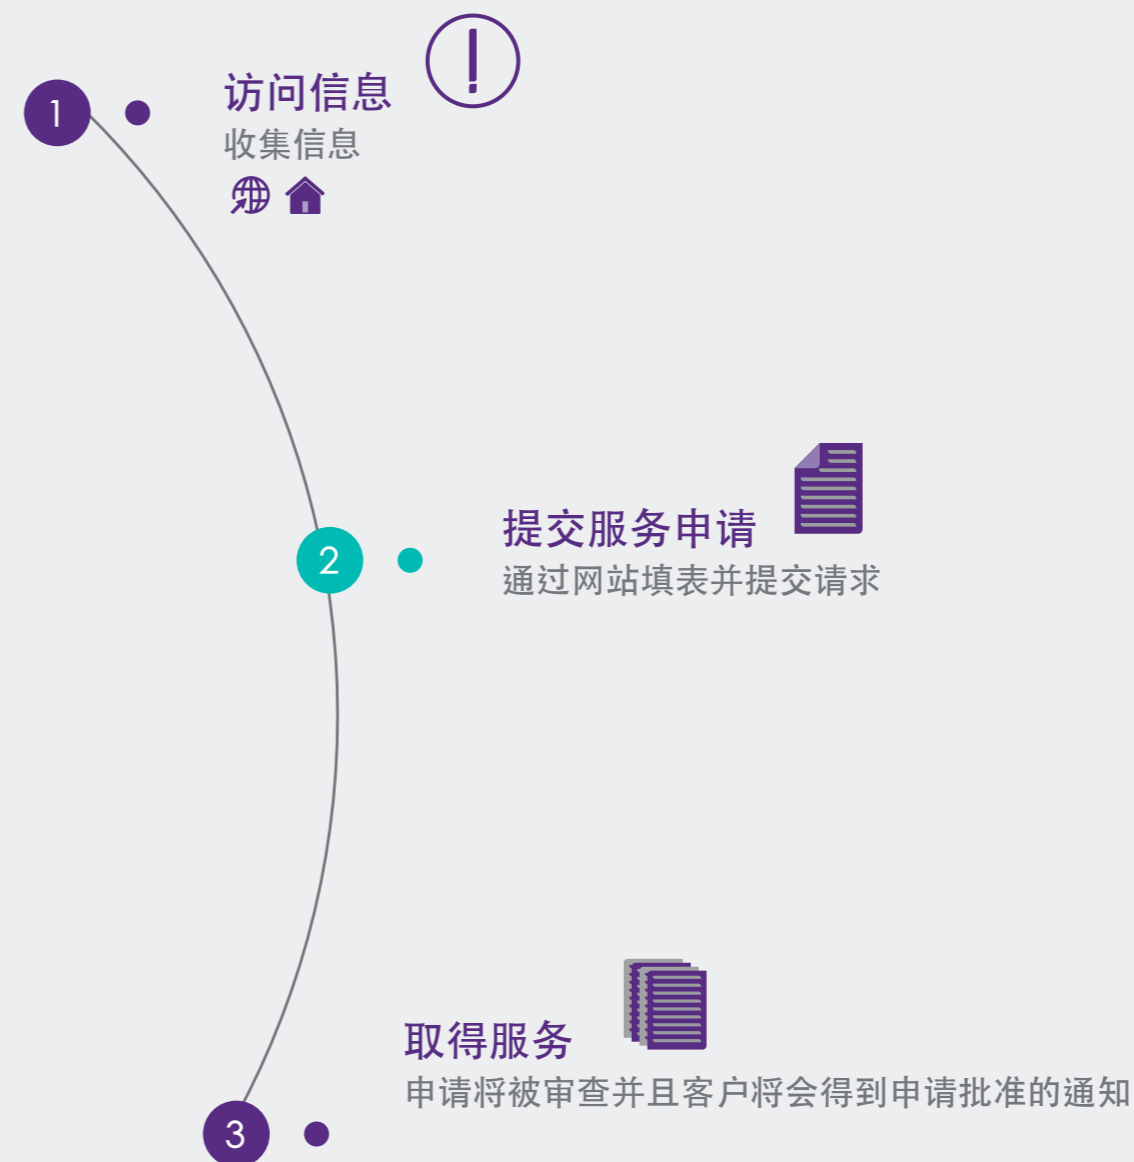 1
访问信息
收集信息
2
提交服务申请
通过网站填表并提交请求
3
取得服务
申请将被审查并且客户将会得到申请批准的通知